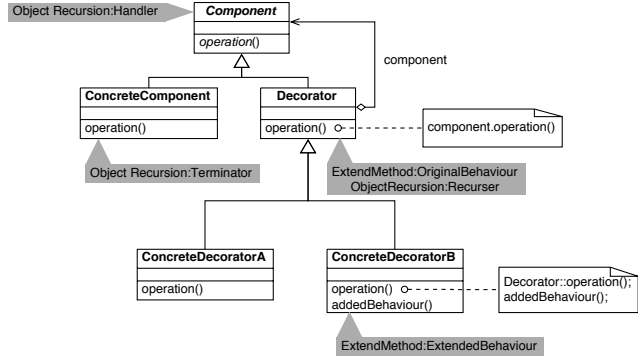 Object Recursion:Handler
Component
operation()
component
ConcreteComponent
operation()
Decorator
operation()
component.operation()
Object Recursion:Terminator
ExtendMethod:OriginalBehaviour
ObjectRecursion:Recurser
ConcreteDecoratorA
operation()
ConcreteDecoratorB
operation()
addedBehaviour()
Decorator::operation();
addedBehaviour();
ExtendMethod:ExtendedBehaviour